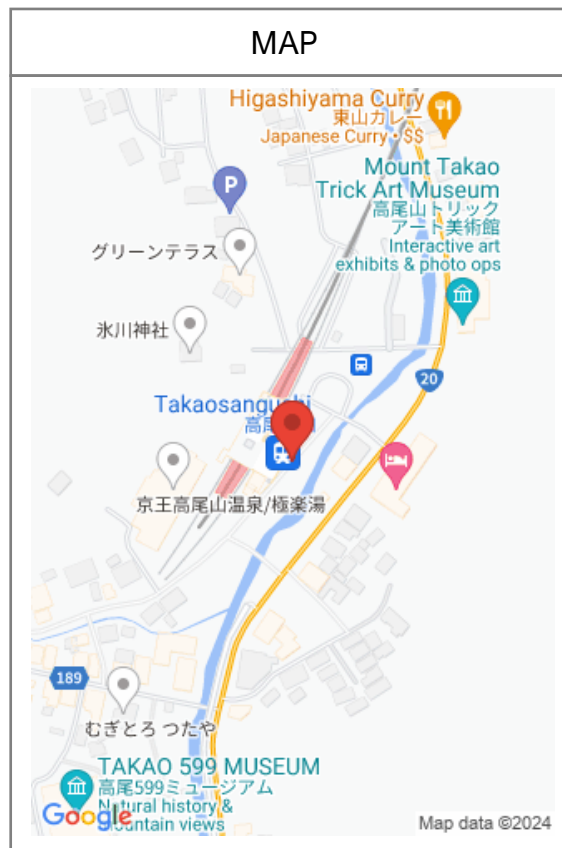 MAP
Higashiyama Curry
東山カレー
Japanese Curry • $$
Mount Takao
Trick Art Museum
高尾山トリック
アート美術館
Interactive art
exhibits & photo ops
P
グリーンテラス
氷川神社
20
Takaosanguchi
高尾
京王高尾山温泉/極楽湯
189
むぎとろ つたや
TAKAO 599 MUSEUM
高尾599ミュージアム
Natural history &
mountain views
Google
Map data ©2024